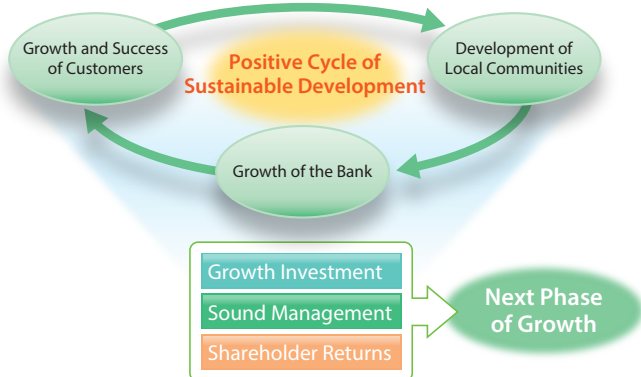 Growth and Success
of Customers
Positive Cycle of
Sustainable Development
Development of
Local Communities
Growth of the Bank
Growth Investment
Sound Management
Shareholder Returns
Next Phase
of Growth